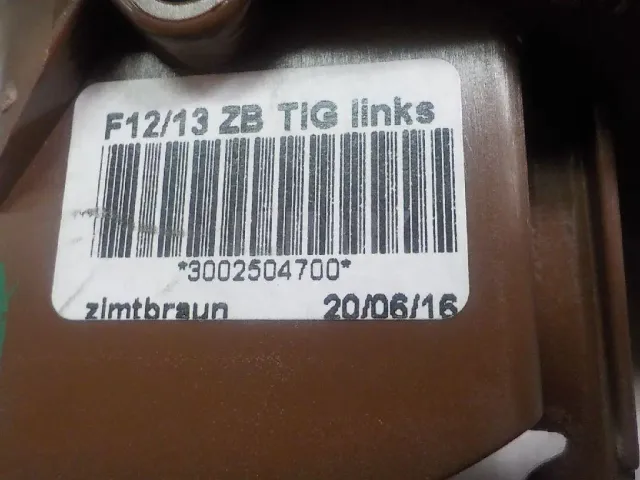 F12/13 ZB TIG links
*3002504700*
zimtbraun 20/06/16